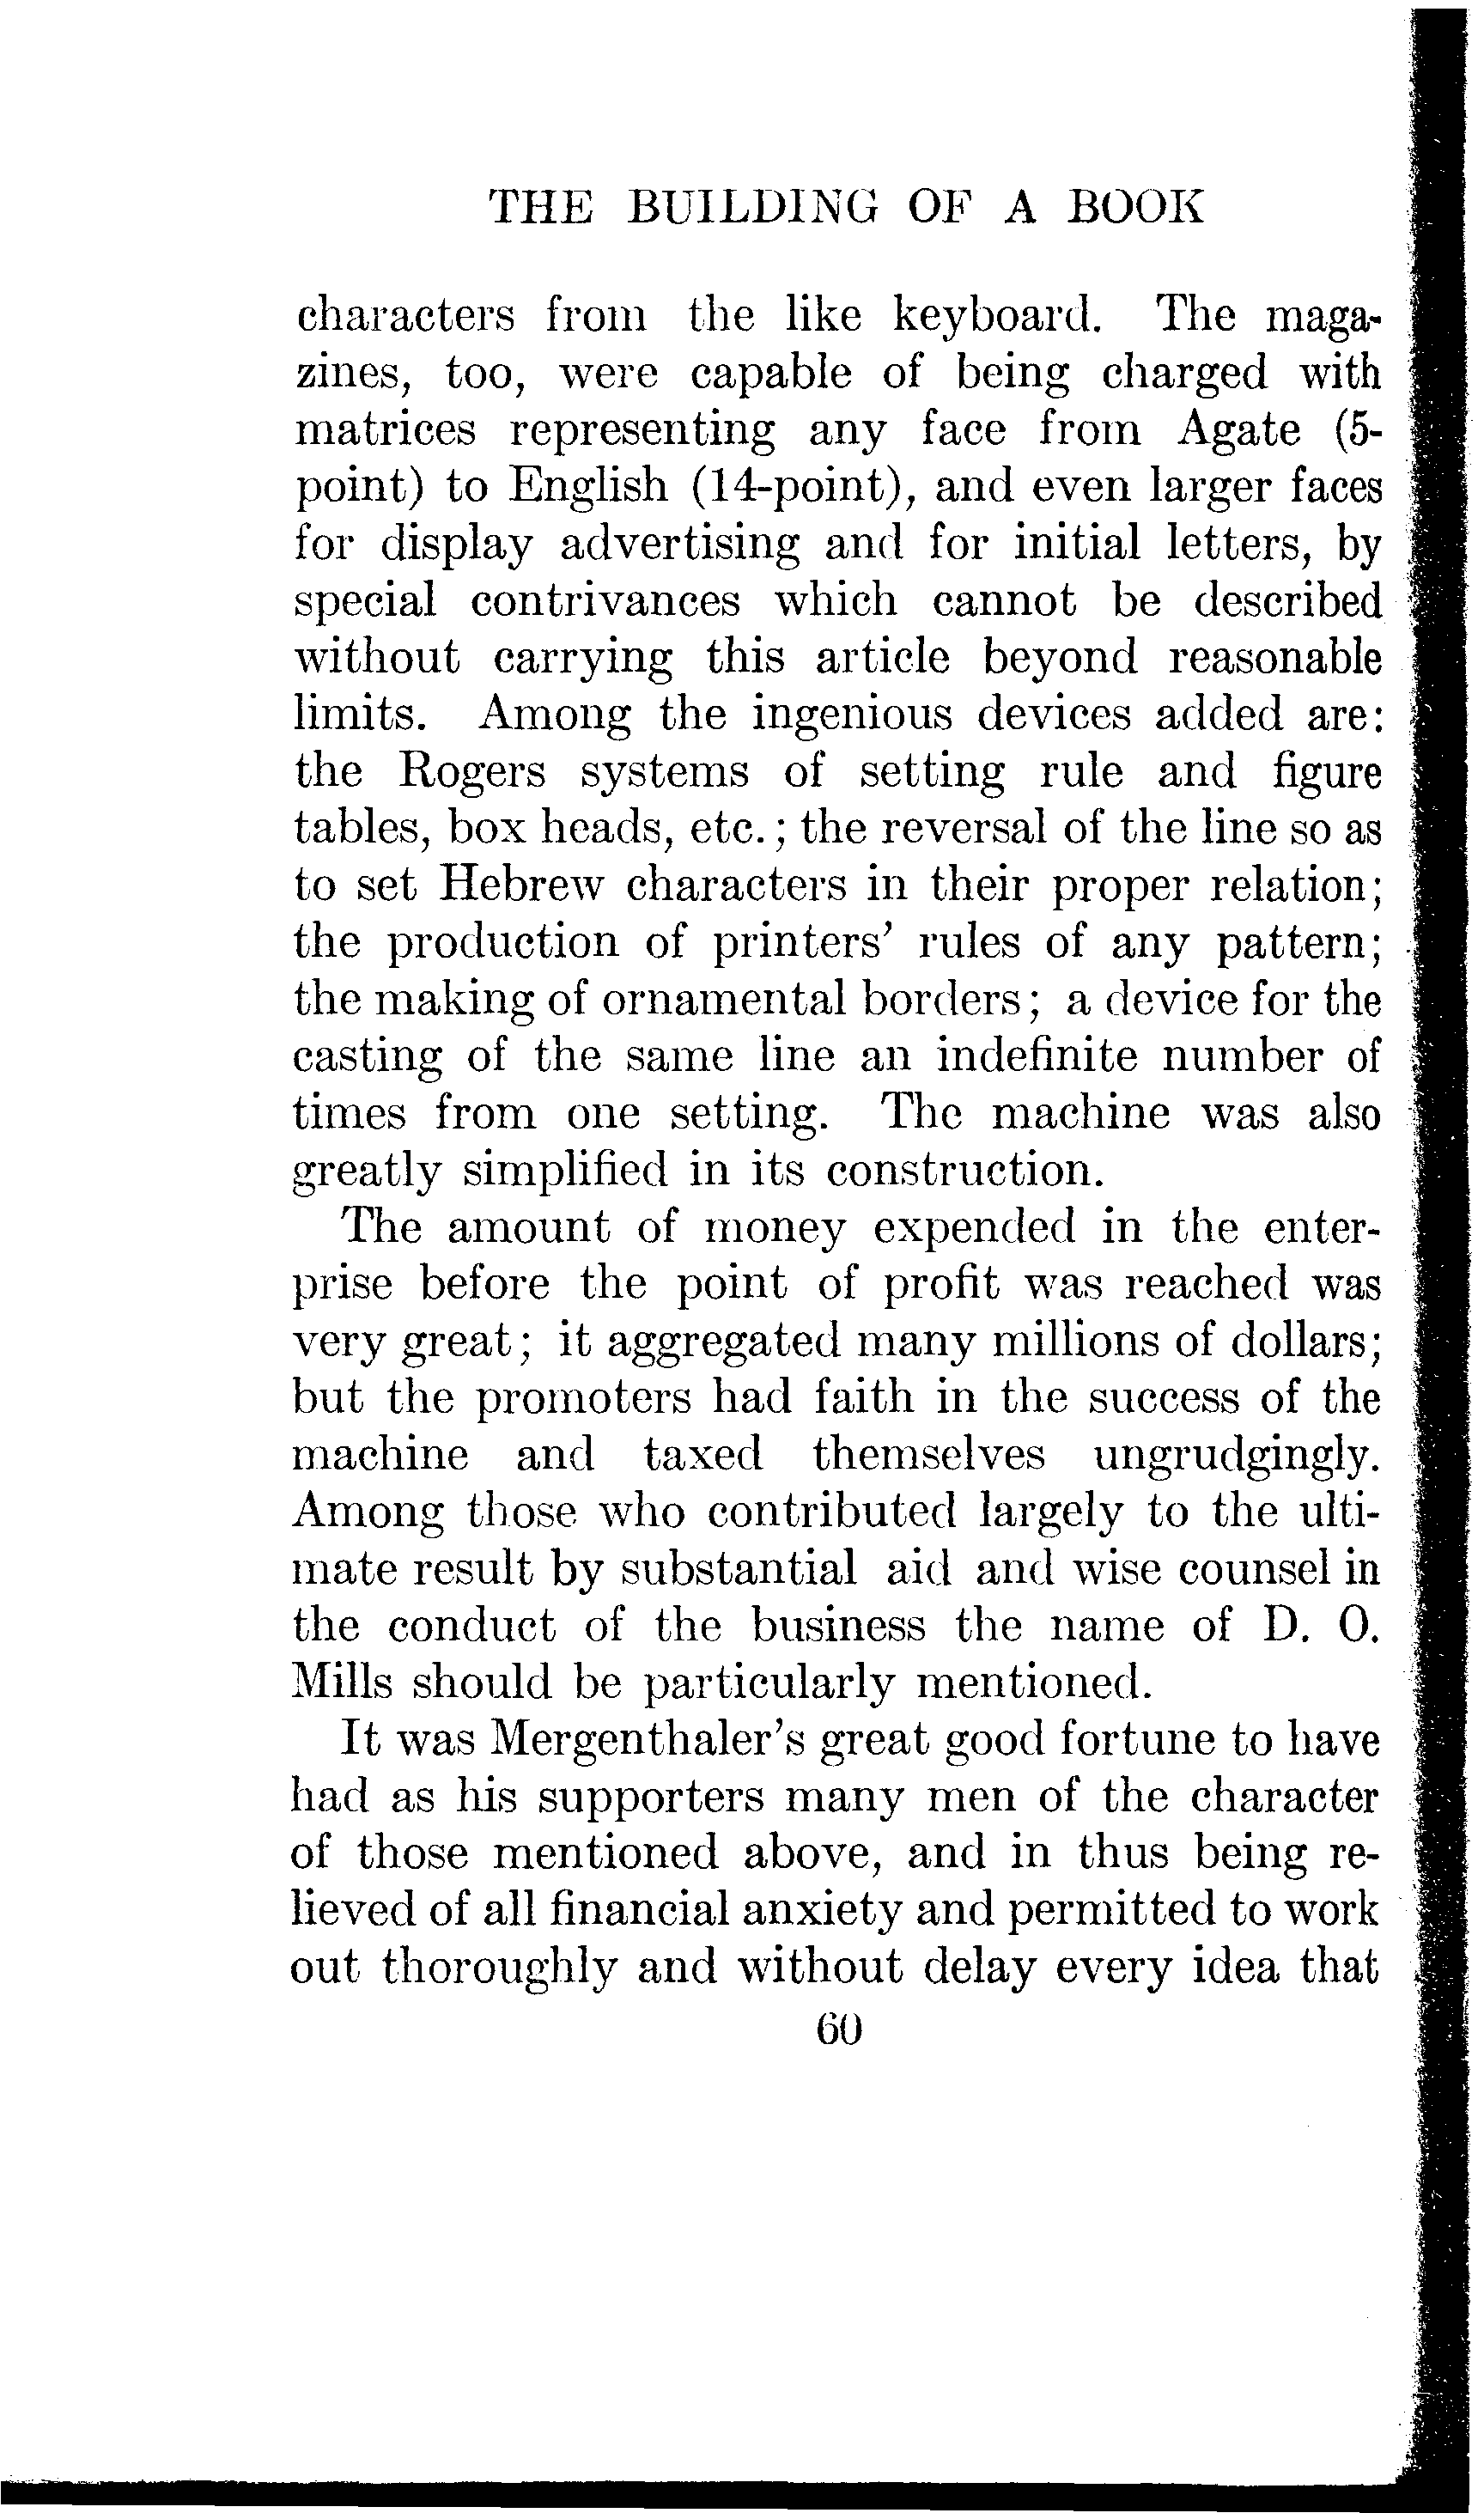 THE BUILDING OF A BOOK
characters from the like keyboard. The maga-
zines, too, were capable of being charged with
matrices representing any face from Agate (5-
point) to English (14-point), and even larger faces
for display advertising and for initial letters, by
special contrivances which cannot be described
without carrying this article beyond reasonable
limits. Among the ingenious devices added are:
the Rogers systems of setting rule and figure
tables, box heads, etc.; the reversal of the line so as
to set Hebrew characters in their proper relation;
the production of printers' rules of any pattern;
the making of ornamental borders; a device for the
casting of the same line an indefinite number of
times from one setting. The machine was also
greatly simplified in its construction.
The amount of money expended in the enter-
prise before the point of profit was reached was
very great; it aggregated many millions of dollars;
but the promoters had faith in the success of the
machine and taxed themselves ungrudgingly.
Among those who contributed largely to the ulti-
mate result by substantial aid and wise counsel in
the conduct of the business the name of D. O.
Mills should be particularly mentioned.
It was Mergenthaler's great good fortune to have
had as his supporters many men of the character
of those mentioned above, and in thus being re-
lieved of all financial anxiety and permitted to work
out thoroughly and without delay every idea that
60